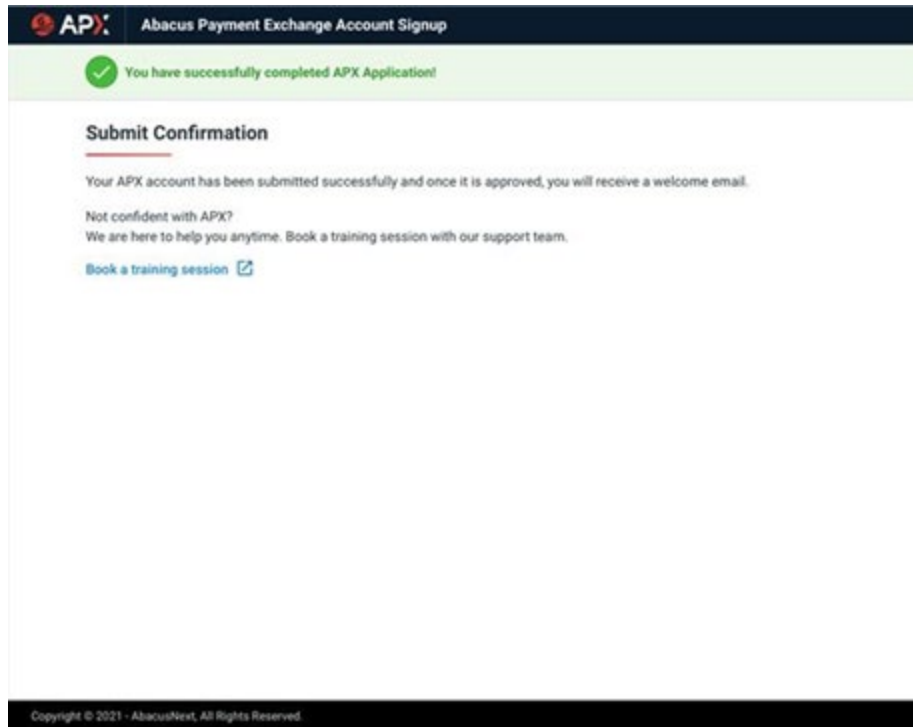 APX Abacus Payment Exchange Account Signup
You have successfully completed APX Application!
Submit Confirmation
Your APX account has been submitted successfully and once it is approved, you will receive a welcome email.
Not confident with APX?
We are here to help you anytime. Book a training session with our support team.
Book a training session
Copyright © 2021 - AbacusNext, All Rights Reserved.